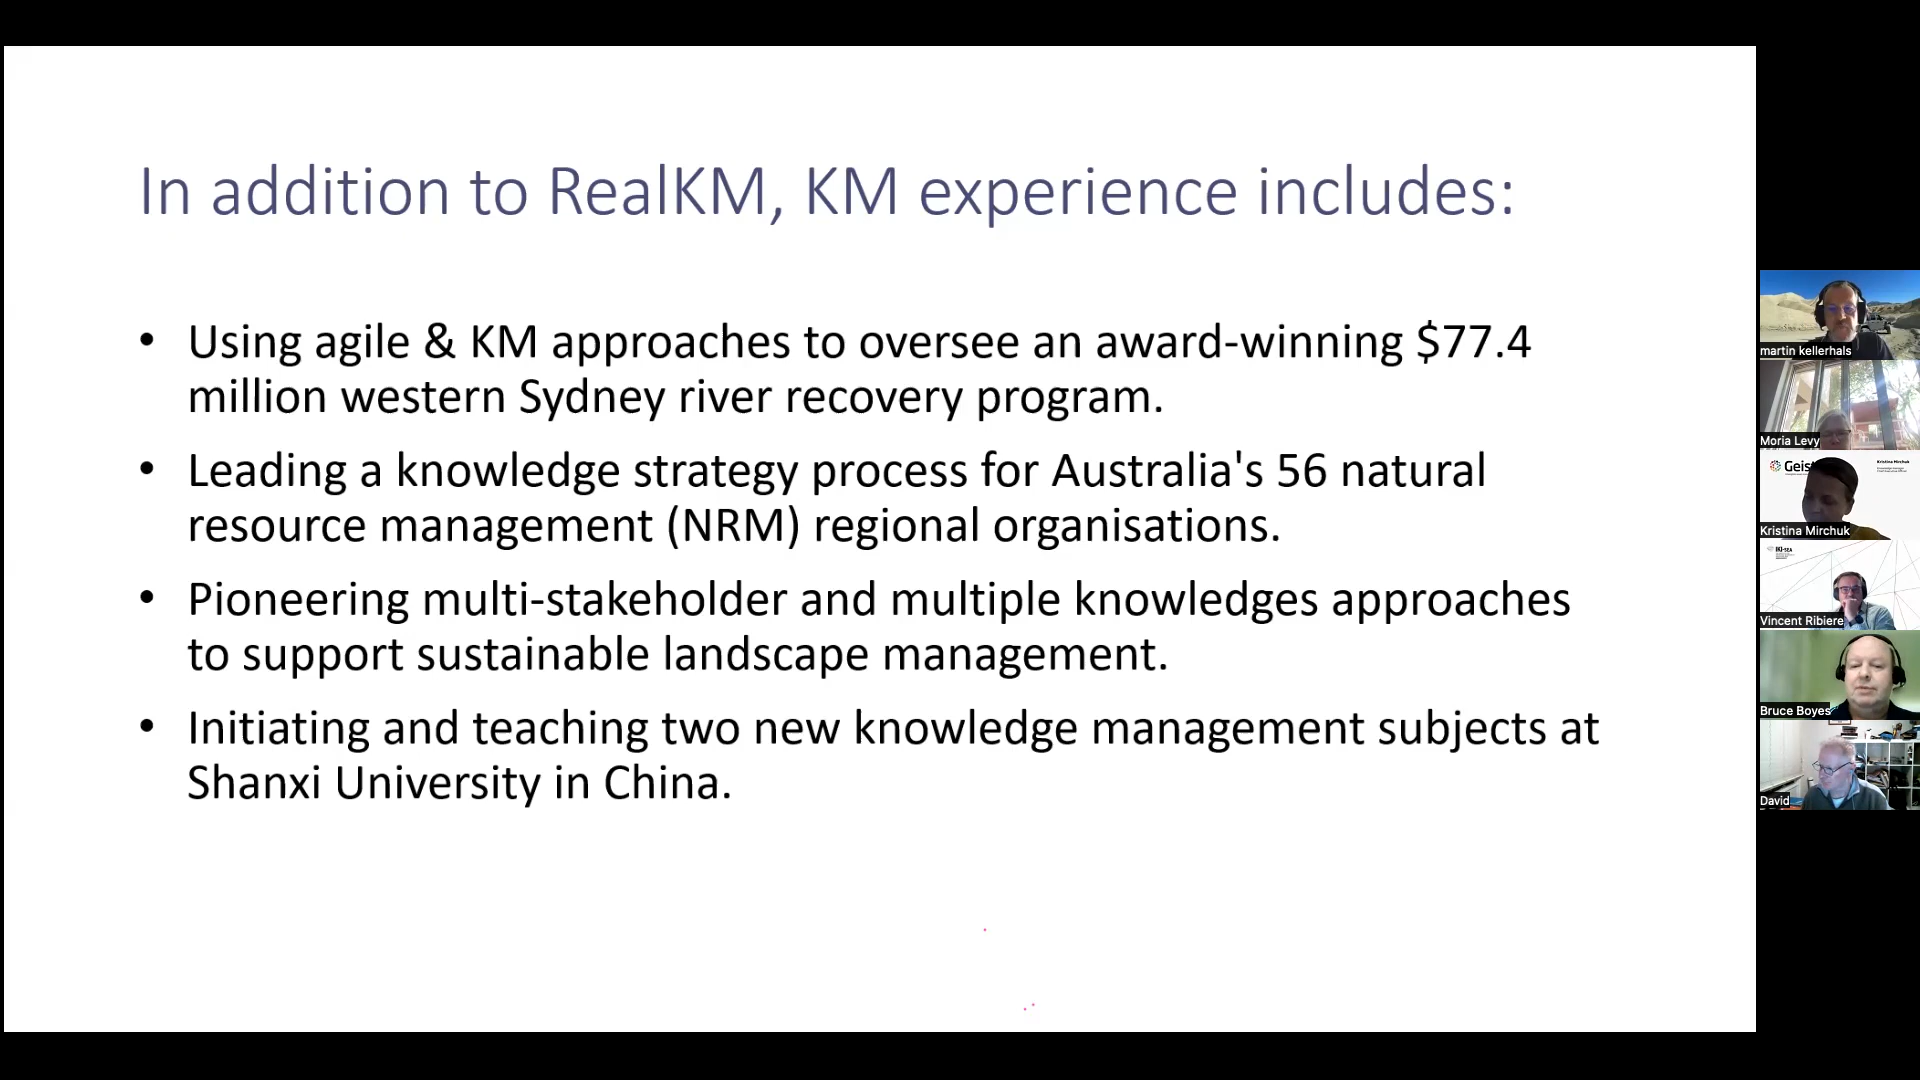 In addition to RealKM, KM experience includes:
• Using agile & KM approaches to oversee an award-winning $77.4
million western Sydney river recovery program.
• Leading a knowledge strategy process for Australia's 56 natural
resource management (NRM) regional organisations.
• Pioneering multi-stakeholder and multiple knowledges approaches
to support sustainable landscape management.
• Initiating and teaching two new knowledge management subjects at
Shanxi University in China.
martin kellerhals
Moria Levy
Kristina Mirchuk
Kristina Mirchuk
Vincent Ribiere
Bruce Boyes
David